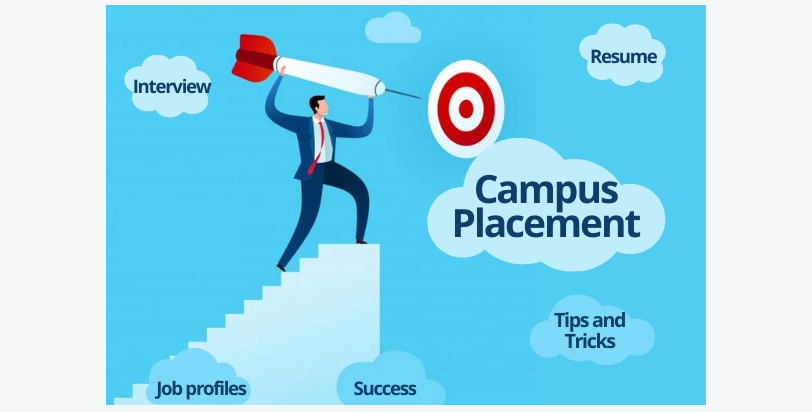 Resume
Interview
Campus
Placement
Tips and
Tricks
Job profiles
Success